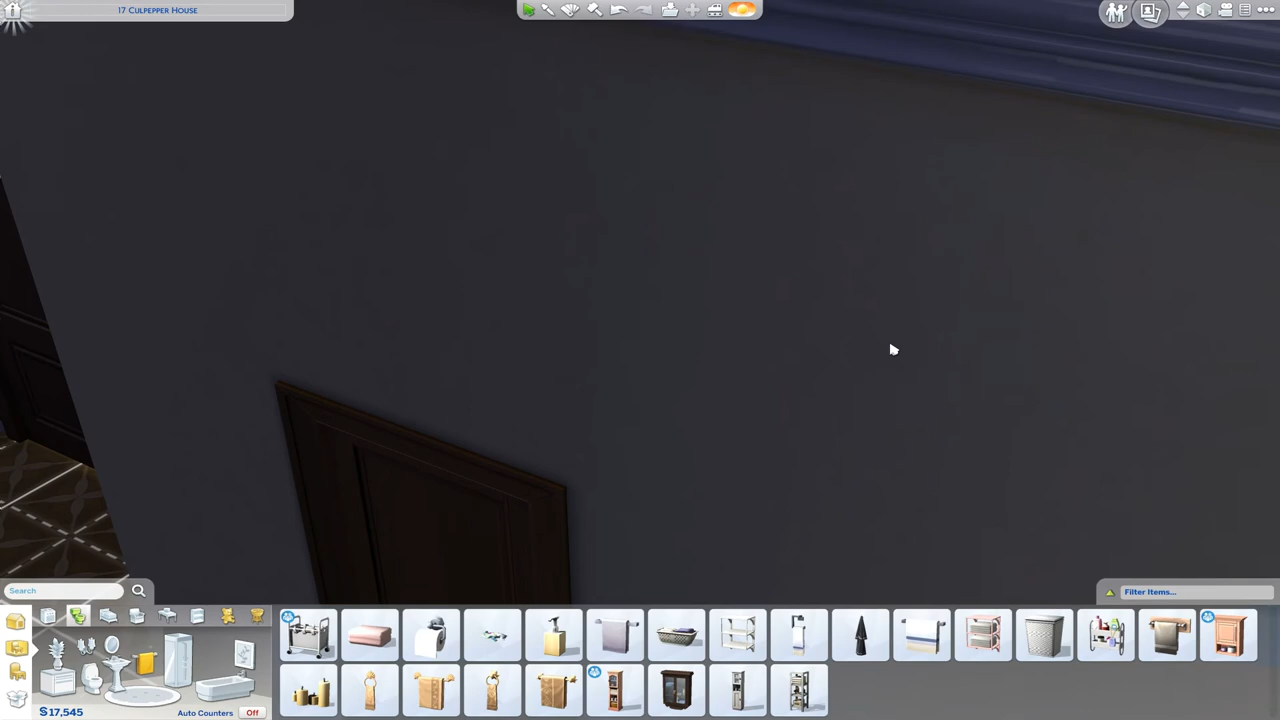 17 Culpepper House
Search
Filter Items...
§17,545
Auto Counters
Off